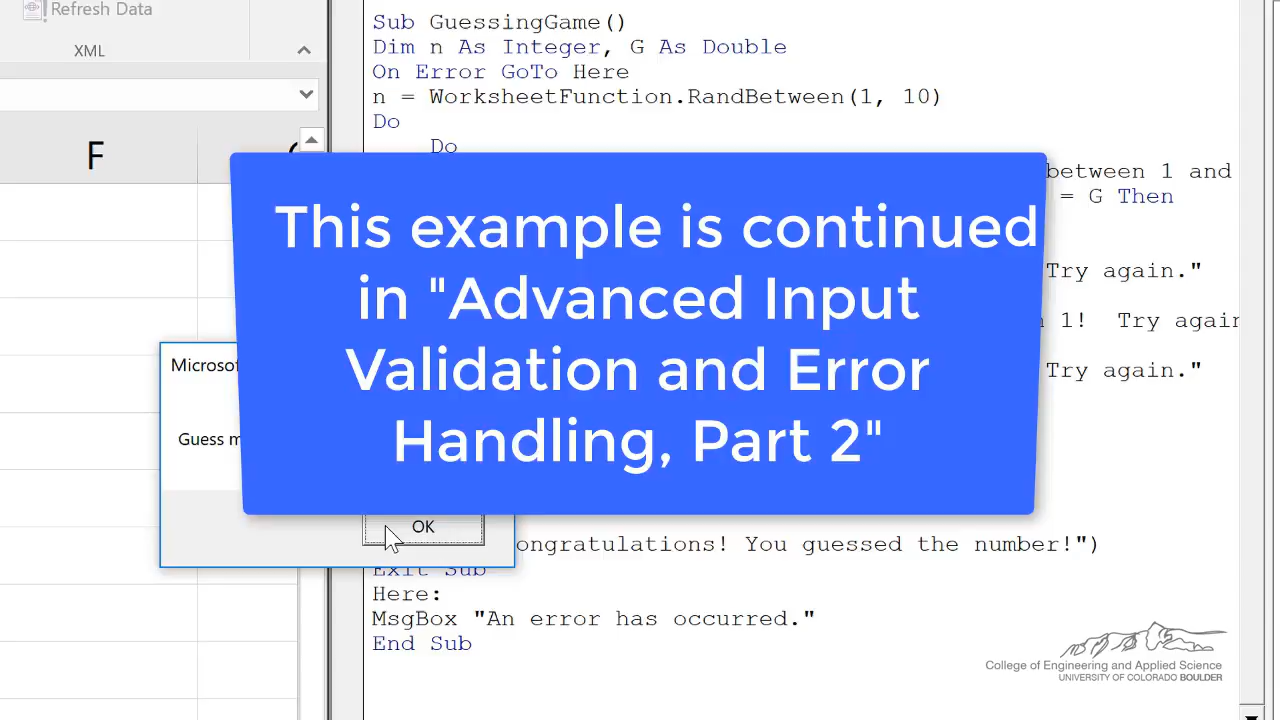 Refresh Data
XML
F
Sub GuessingGame()
Dim n As Integer, G As Double
On Error GoTo Here
n = WorksheetFunction.RandBetween(1, 10)
Do
Do
between 1 and
= G Then
Try again."
1! Try again
Try again."
This example is continued
in "Advanced Input
Validation and Error
Handling, Part 2"
Guess
OK
ongratulations! You guessed the number!")
Exit Sub
Here:
MsgBox "An error has occurred."
End Sub
College of Engineering and Applied Science
UNIVERSITY OF COLORADO BOULDER